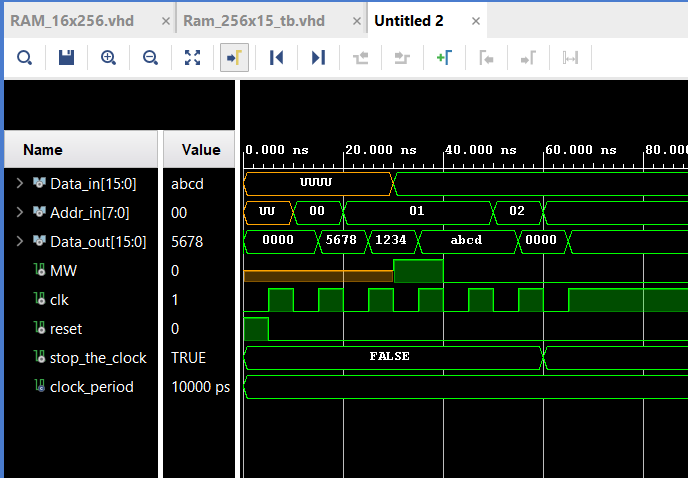 RAM_16x256.vhd × Ram_256x15_tb.vhd × Untitled 2 ×
Name Value
0.000 ns 20.000 ns 40.000 ns 60.000 ns 80.000
Data_in[15:0] abcd UUUU
Addr_in[7:0] 00 UU 00 01 02
Data_out[15:0] 5678 0000 5678 1234 abcd 0000
MW 0
clk 1
reset 0
stop_the_clock TRUE FALSE
clock_period 10000 ps